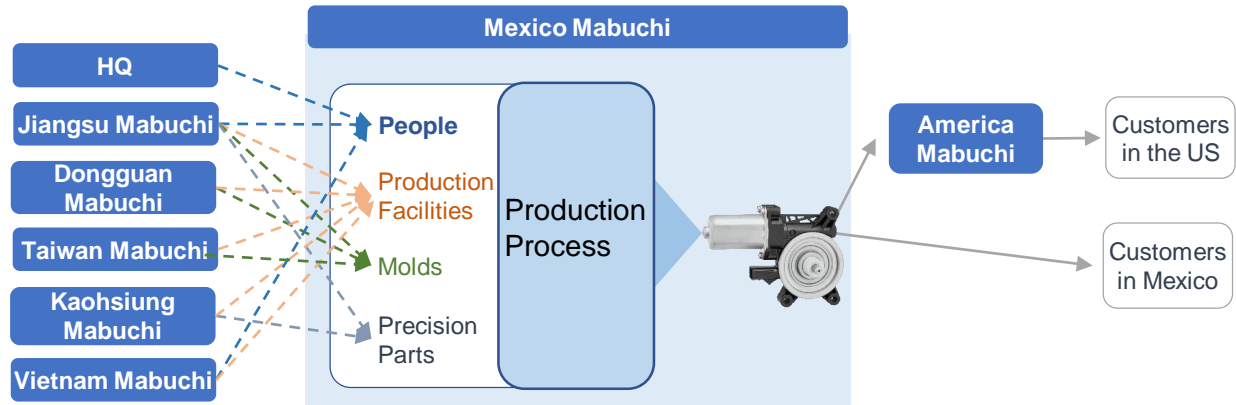 Mexico Mabuchi
HQ
Jiangsu Mabuchi
Dongguan
Mabuchi
Taiwan Mabuchi
Kaohsiung
Mabuchi
Vietnam Mabuchi
People
Production
Facilities
Molds
Precision
Parts
Production
Process
America
Mabuchi
Customers
in the US
Customers
in Mexico